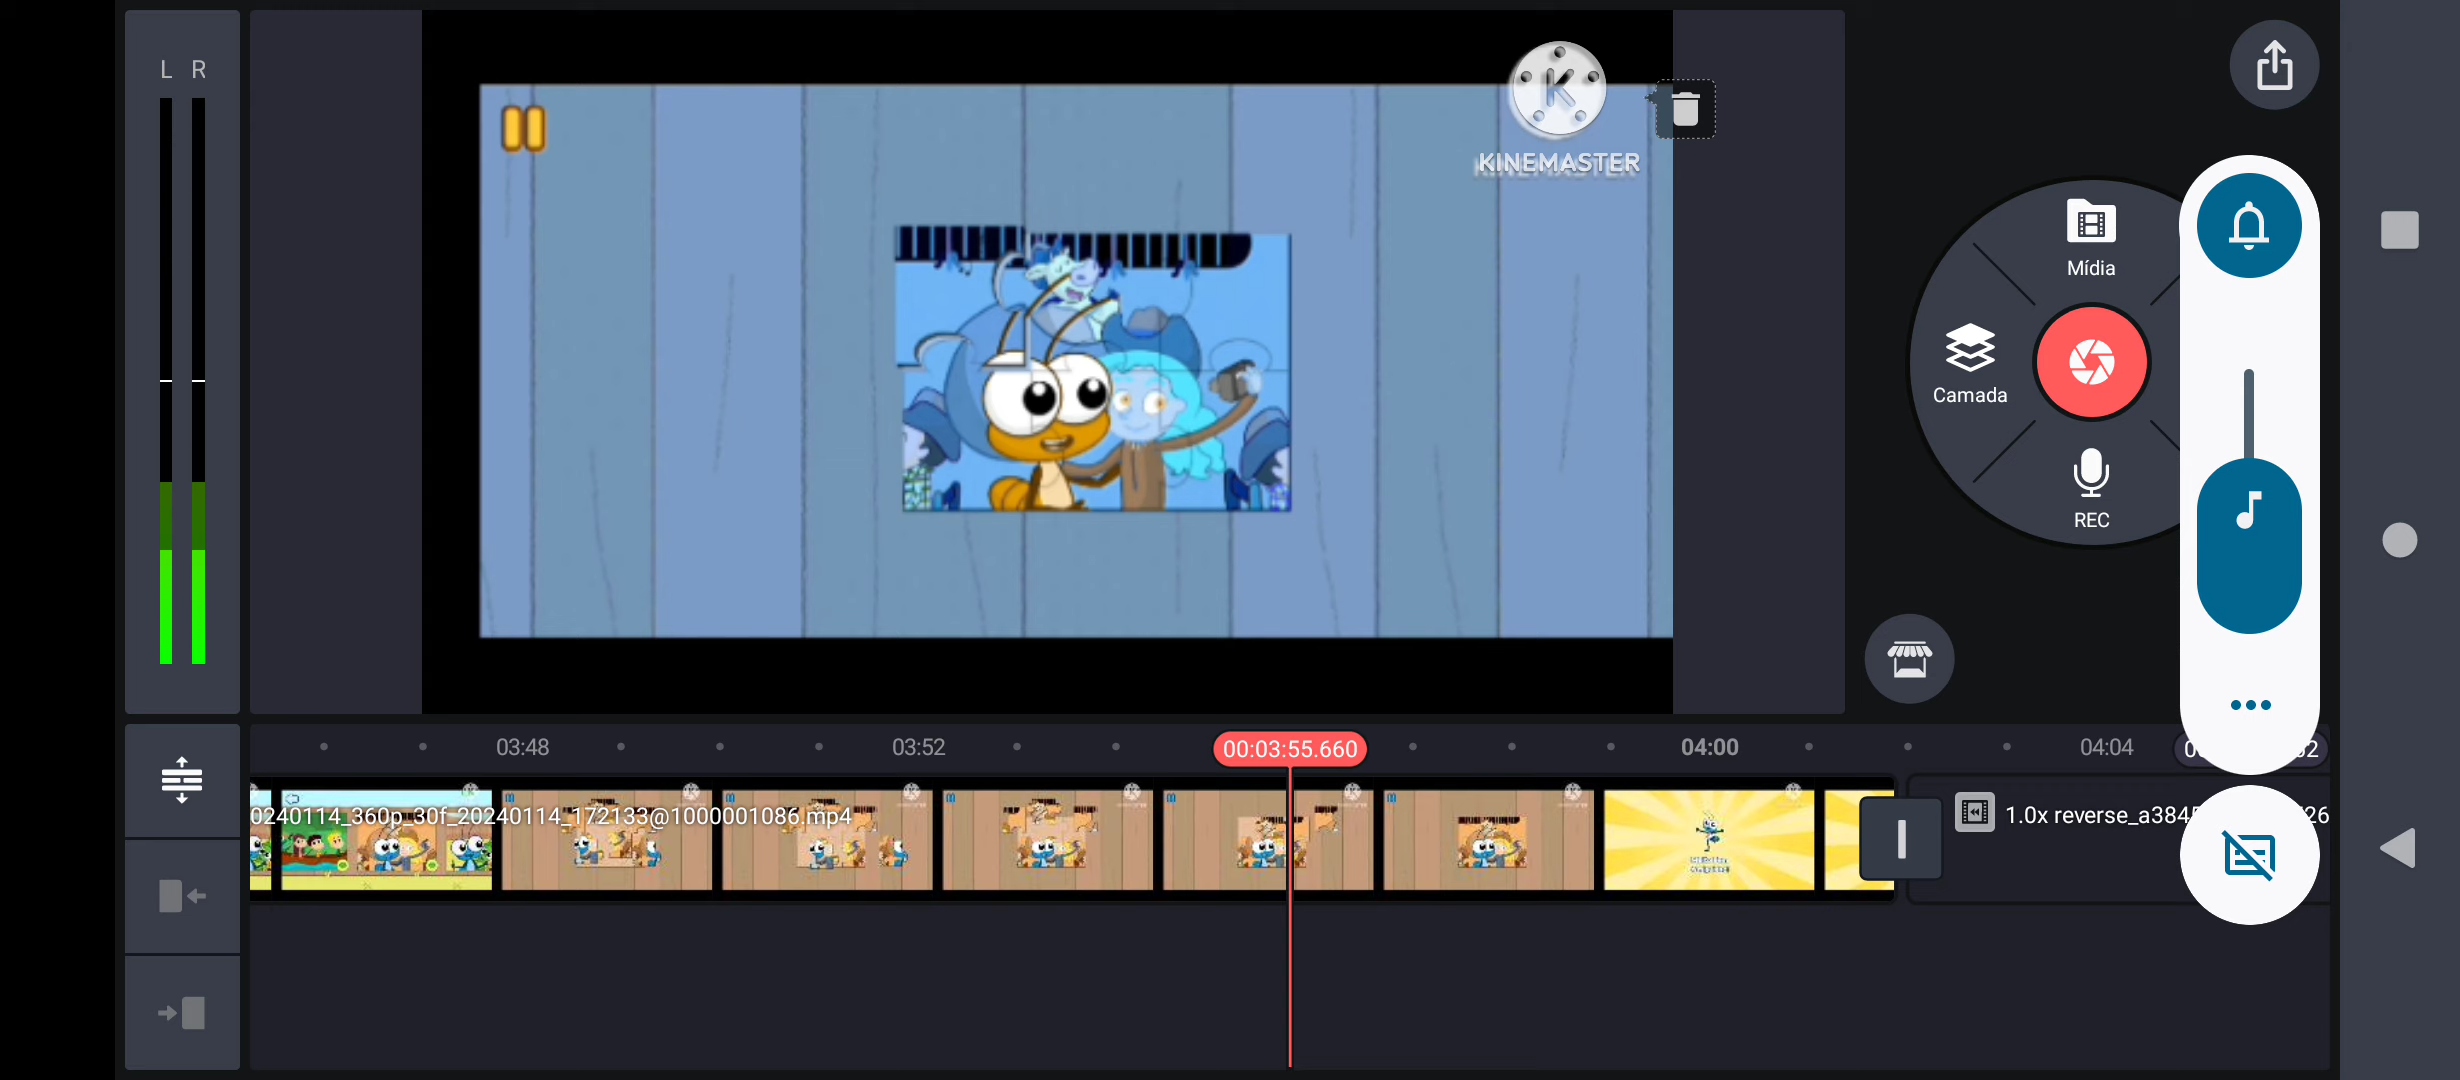 L R
KINEMASTER
Mídia
Camada
REC
03:48
03:52
00:03:55.660
04:00
04:04
0240114_360p_30f_20240114_172133@1000001086.mp4
1.0x reverse_a384
26